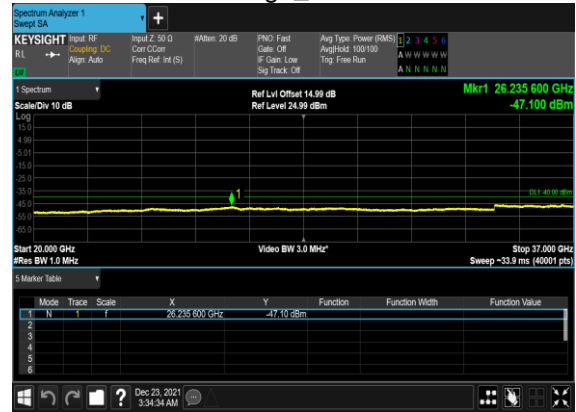 Spectrum Analyzer 1
Swept SA
KEYSIGHT Input: RF Input Z: 50 Ω #Atten: 20 dB PNO: Fast Avg Type: Power (RMS) 1 2 3 4 5 6
RL Coupling: DC Corr CCorr Gate: Off Avg|Hold: 100/100 A W W W W W
Align: Auto Freq Ref: Int (S) IF Gain: Low Trig: Free Run
LXI Sig Track: Off A N N N N N
1 Spectrum Ref Lvl Offset 14.99 dB Mkr1 26.235 600 GHz
Scale/Div 10 dB Ref Level 24.99 dBm -47.100 dBm
Log
15.0
4.99
-5.01
-15.0
-25.0
-35.0 1 DL1 -40.00 dBm
-45.0
-55.0
-65.0
Start 20.000 GHz Video BW 3.0 MHz* Stop 37.000 GHz
#Res BW 1.0 MHz Sweep ~33.9 ms (40001 pts)
5 Marker Table
Mode Trace Scale X Y Function Function Width Function Value
1 N 1 f 26.235 600 GHz -47.10 dBm
2
3
4
5
6
? Dec 23, 2021
3:34:34 AM